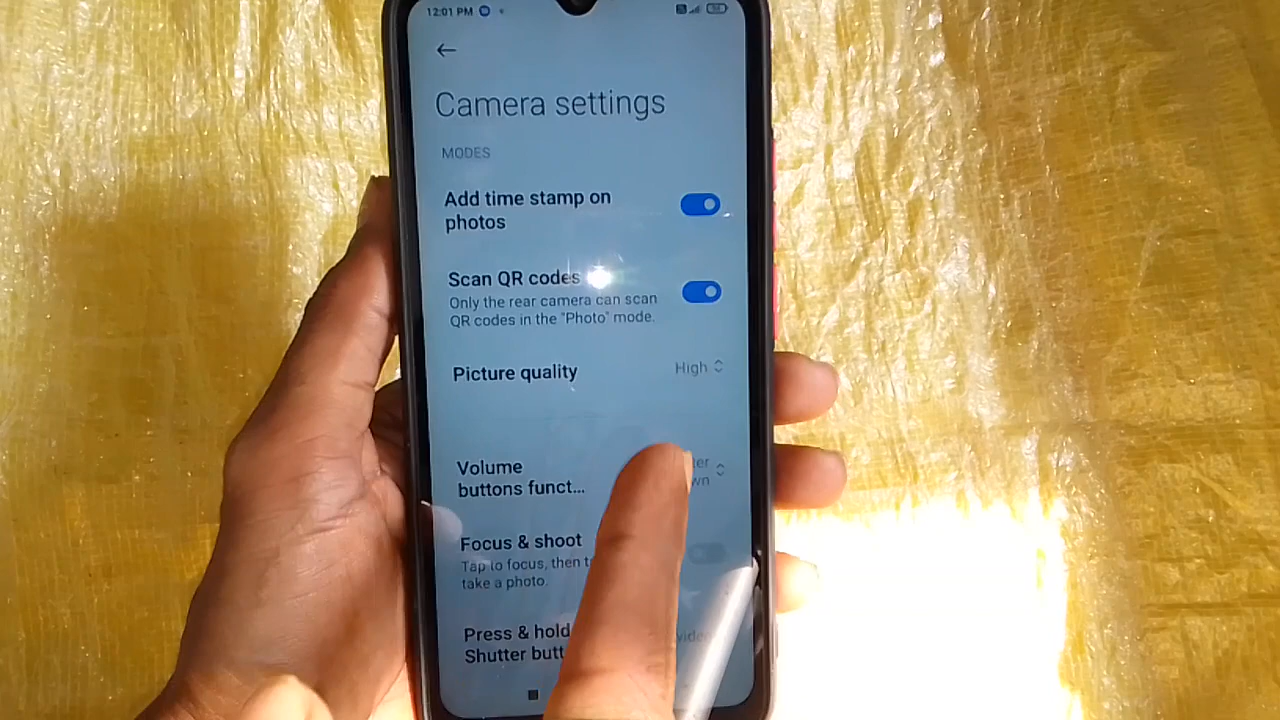 12:01 PM
Camera settings
MODES
Add time stamp on
photos
Scan QR codes
Only the rear camera can scan
QR codes in the "Photo" mode.
Picture quality High
Volume
buttons funct...
Focus & shoot
Tap to focus, then
take a photo.
Press & hold
Shutter